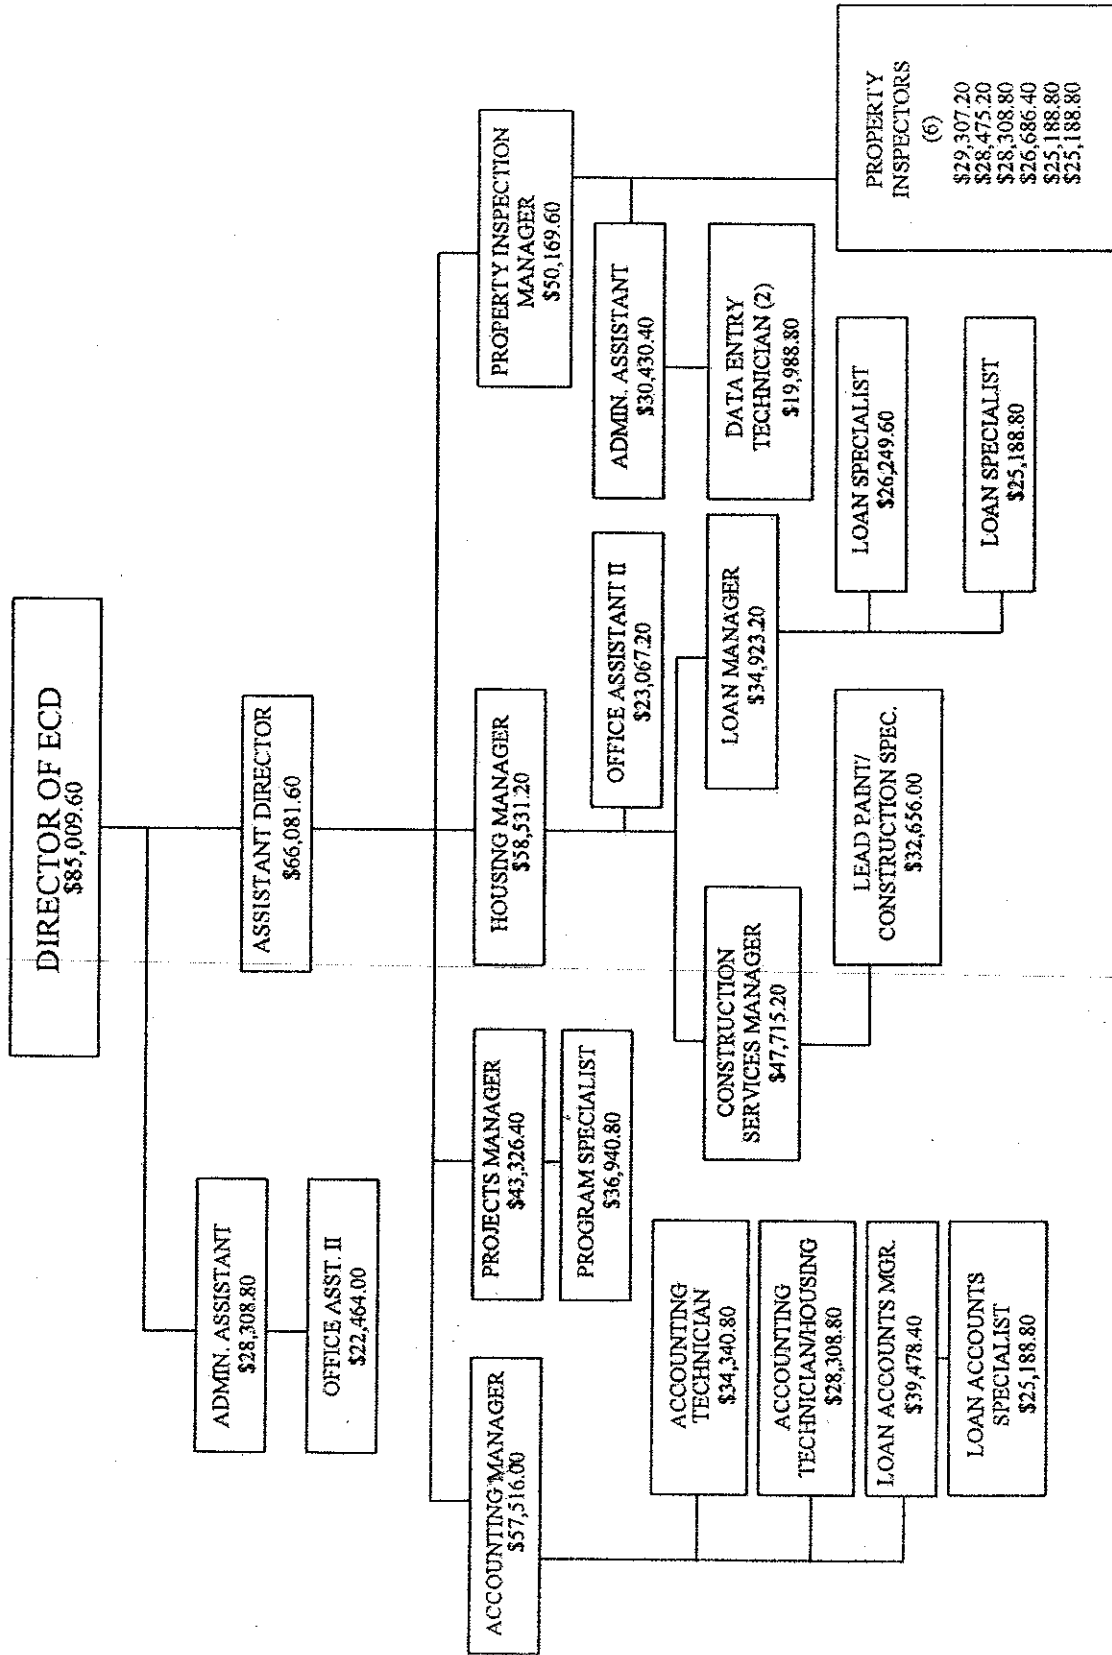 DIRECTOR OF ECD
$85,009.60
ADMIN. ASSISTANT
$28,308.80
OFFICE ASST. II
$22,464.00
ASSISTANT DIRECTOR
$66,081.60
ACCOUNTING MANAGER
$57,516.00
PROJECTS MANAGER
$43,326.40
HOUSING MANAGER
$58,531.20
PROPERTY INSPECTION
MANAGER
$50,169.60
PROGRAM SPECIALIST
$36,940.80
OFFICE ASSISTANT II
$23,067.20
ADMIN. ASSISTANT
$30,430.40
ACCOUNTING
TECHNICIAN
$34,340.80
CONSTRUCTION
SERVICES MANAGER
$47,715.20
LOAN MANAGER
$34,923.20
DATA ENTRY
TECHNICIAN (2)
$19,988.80
ACCOUNTING
TECHNICIAN/HOUSING
$28,308.80
LEAD PAINT/
CONSTRUCTION SPEC.
$32,656.00
LOAN SPECIALIST
$26,249.60
PROPERTY
INSPECTORS
(6)
$29,307.20
$28,475.20
$28,308.80
$26,686.40
$25,188.80
$25,188.80
LOAN ACCOUNTS MGR.
$39,478.40
LOAN ACCOUNTS
SPECIALIST
$25,188.80
LOAN SPECIALIST
$25,188.80